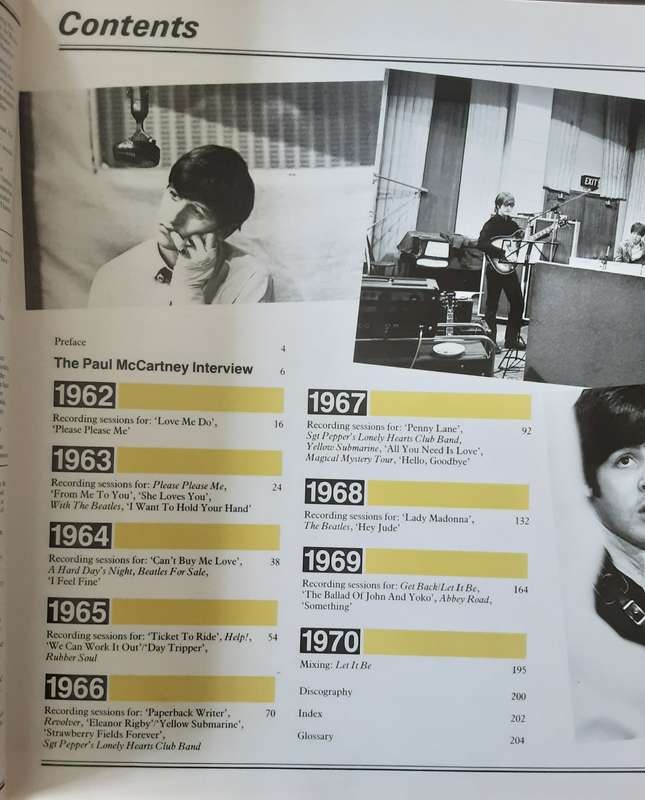 Contents
EXIT
Preface 4
The Paul McCartney Interview 6
1962
Recording sessions for: ‘Love Me Do’, 16
‘Please Please Me’
1963
Recording sessions for: Please Please Me, 24
‘From Me To You’, ‘She Loves You’,
With The Beatles, ‘I Want To Hold Your Hand’
1964
Recording sessions for: ‘Can't Buy Me Love’, 38
A Hard Day's Night, Beatles For Sale,
‘I Feel Fine’
1965
Recording sessions for: ‘Ticket To Ride’, Help!, 54
‘We Can Work It Out’/‘Day Tripper’,
Rubber Soul
1966
Recording sessions for: ‘Paperback Writer’, 70
Revolver, ‘Eleanor Rigby’/‘Yellow Submarine’,
‘Strawberry Fields Forever’,
Sgt Pepper's Lonely Hearts Club Band
1967
Recording sessions for: ‘Penny Lane’, 92
Sgt Pepper's Lonely Hearts Club Band,
Yellow Submarine, ‘All You Need Is Love’,
Magical Mystery Tour, ‘Hello, Goodbye’
1968
Recording sessions for: ‘Lady Madonna’, 132
The Beatles, ‘Hey Jude’
1969
Recording sessions for: Get Back/Let It Be, 164
‘The Ballad Of John And Yoko’, Abbey Road,
‘Something’
1970
Mixing: Let It Be 195
Discography 200
Index 202
Glossary 204